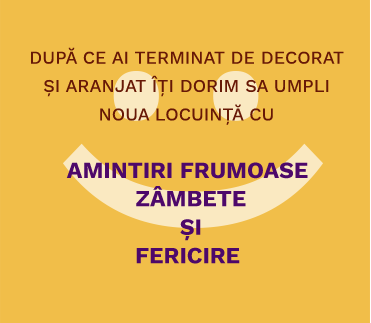 DUPĂ CE AI TERMINAT DE DECORAT
ȘI ARANJAT ÎȚI DORIM SA UMPLI
NOUA LOCUINȚĂ CU
AMINTIRI FRUMOASE
ZÂMBETE
ȘI
FERICIRE